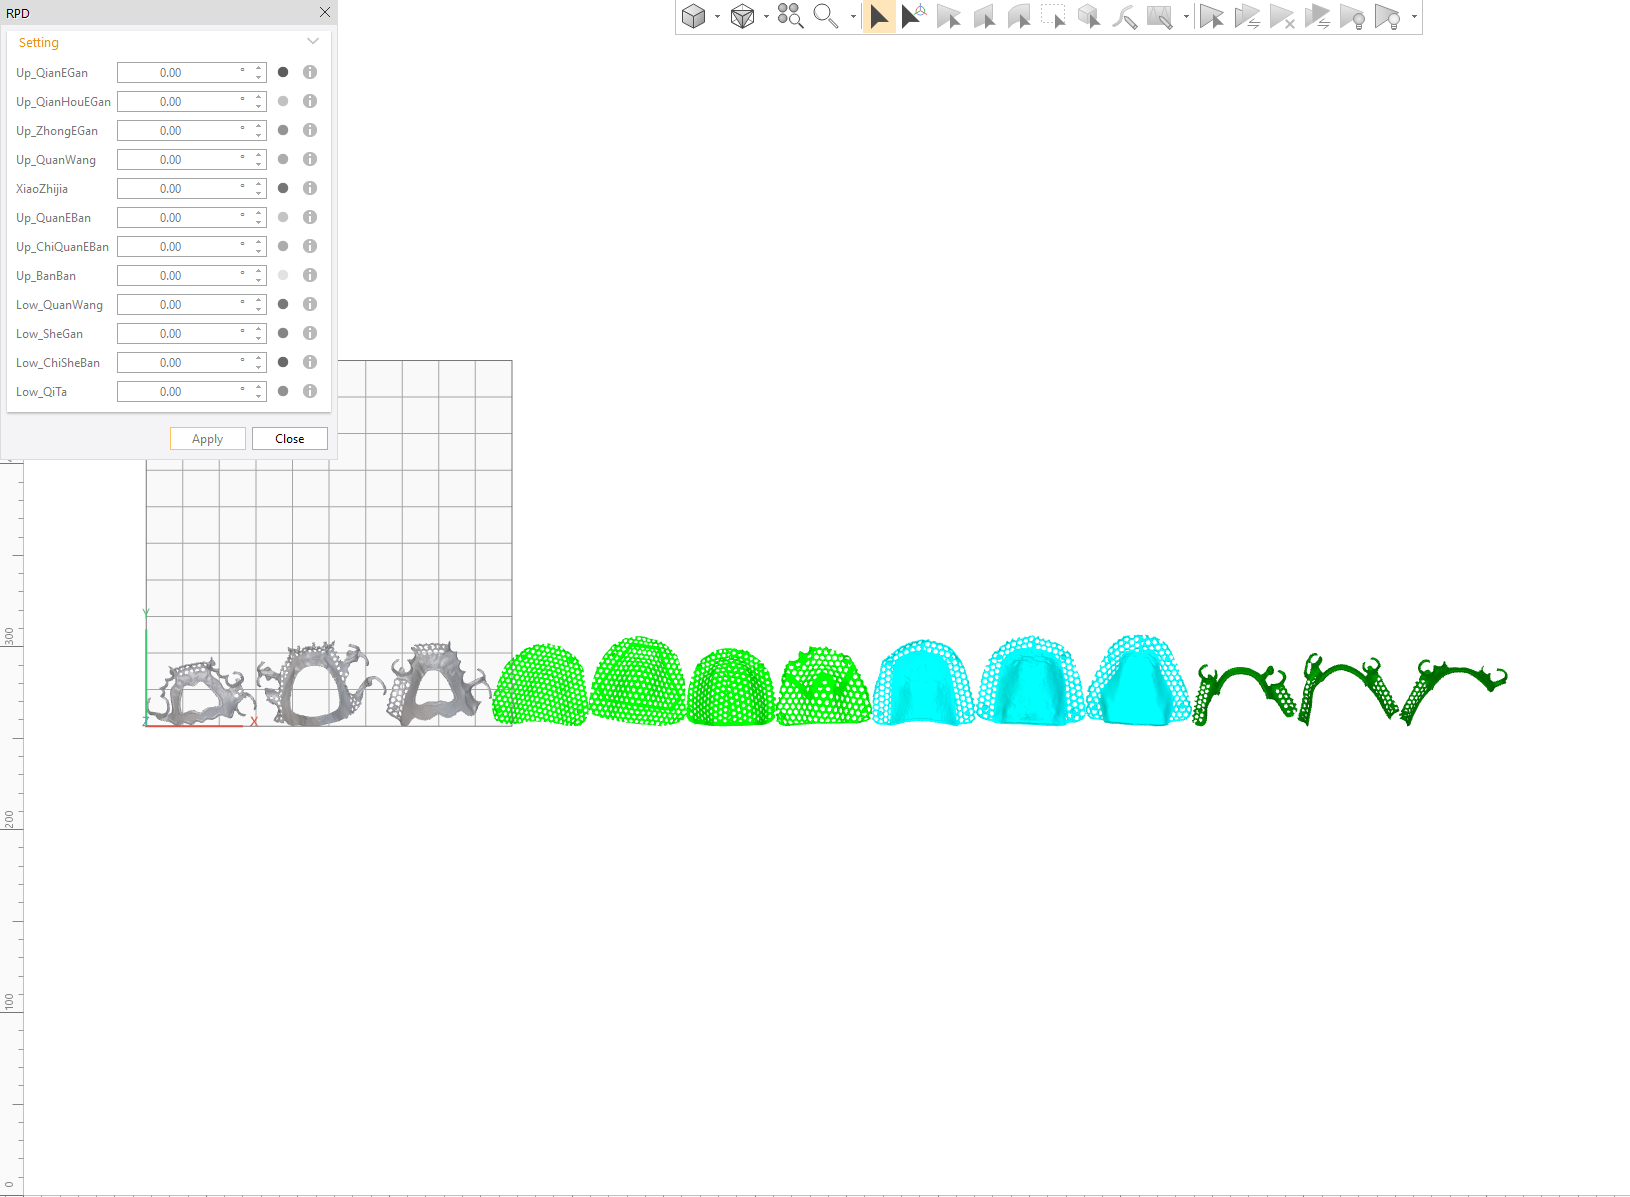 RPD
Setting
Up_QianEGan 0.00 °
Up_QianHouEGan 0.00 °
Up_ZhongEGan 0.00 °
Up_QuanWang 0.00 °
XiaoZhijia 0.00 °
Up_QuanEBan 0.00 °
Up_ChiQuanEBan 0.00 °
Up_BanBan 0.00 °
Low_QuanWang 0.00 °
Low_SheGan 0.00 °
Low_ChiSheBan 0.00 °
Low_QiTa 0.00 °
Apply Close
Y
Z
X
300
200
100
0